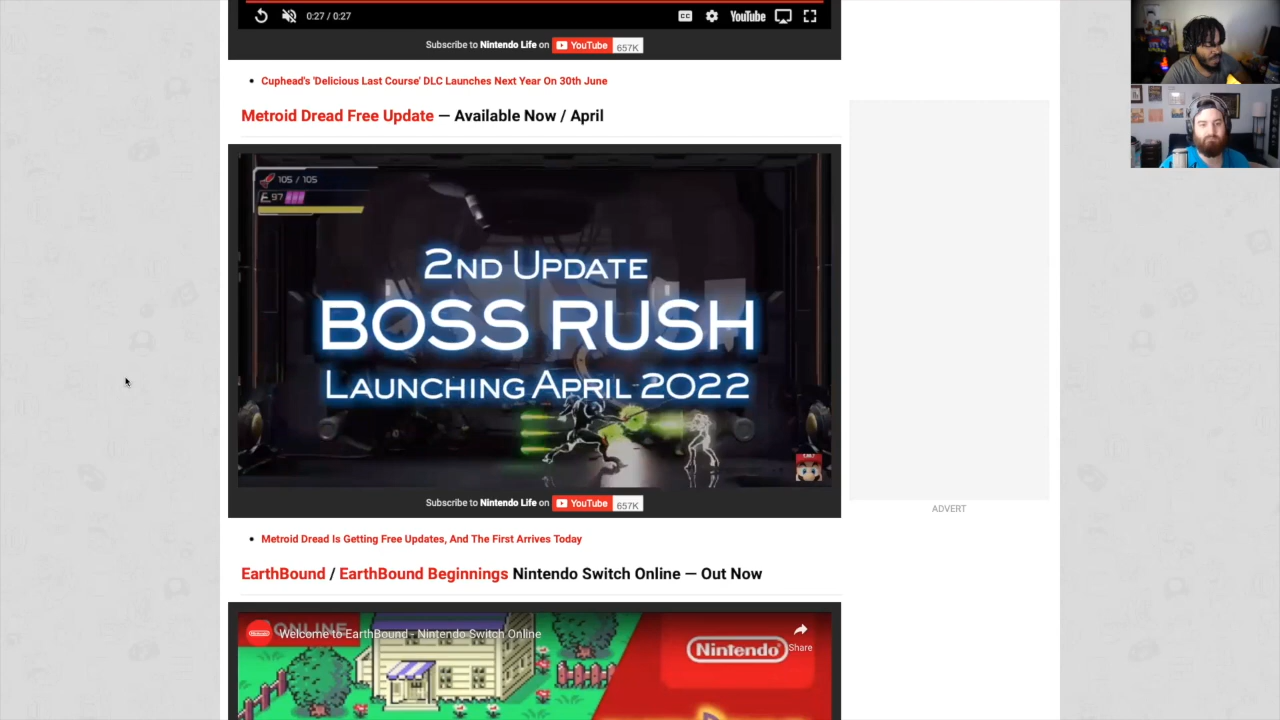 0:27 / 0:27
CC
YouTube
Subscribe to Nintendo Life on YouTube 657K
Cuphead's 'Delicious Last Course' DLC Launches Next Year On 30th June
Metroid Dread Free Update — Available Now / April
105 / 105
E 97
2ND UPDATE
BOSS RUSH
LAUNCHING APRIL 2022
Subscribe to Nintendo Life on YouTube 657K
ADVERT
Metroid Dread Is Getting Free Updates, And The First Arrives Today
EarthBound / EarthBound Beginnings Nintendo Switch Online — Out Now
ONLINE
Welcome to EarthBound - Nintendo Switch Online
Share
Nintendo